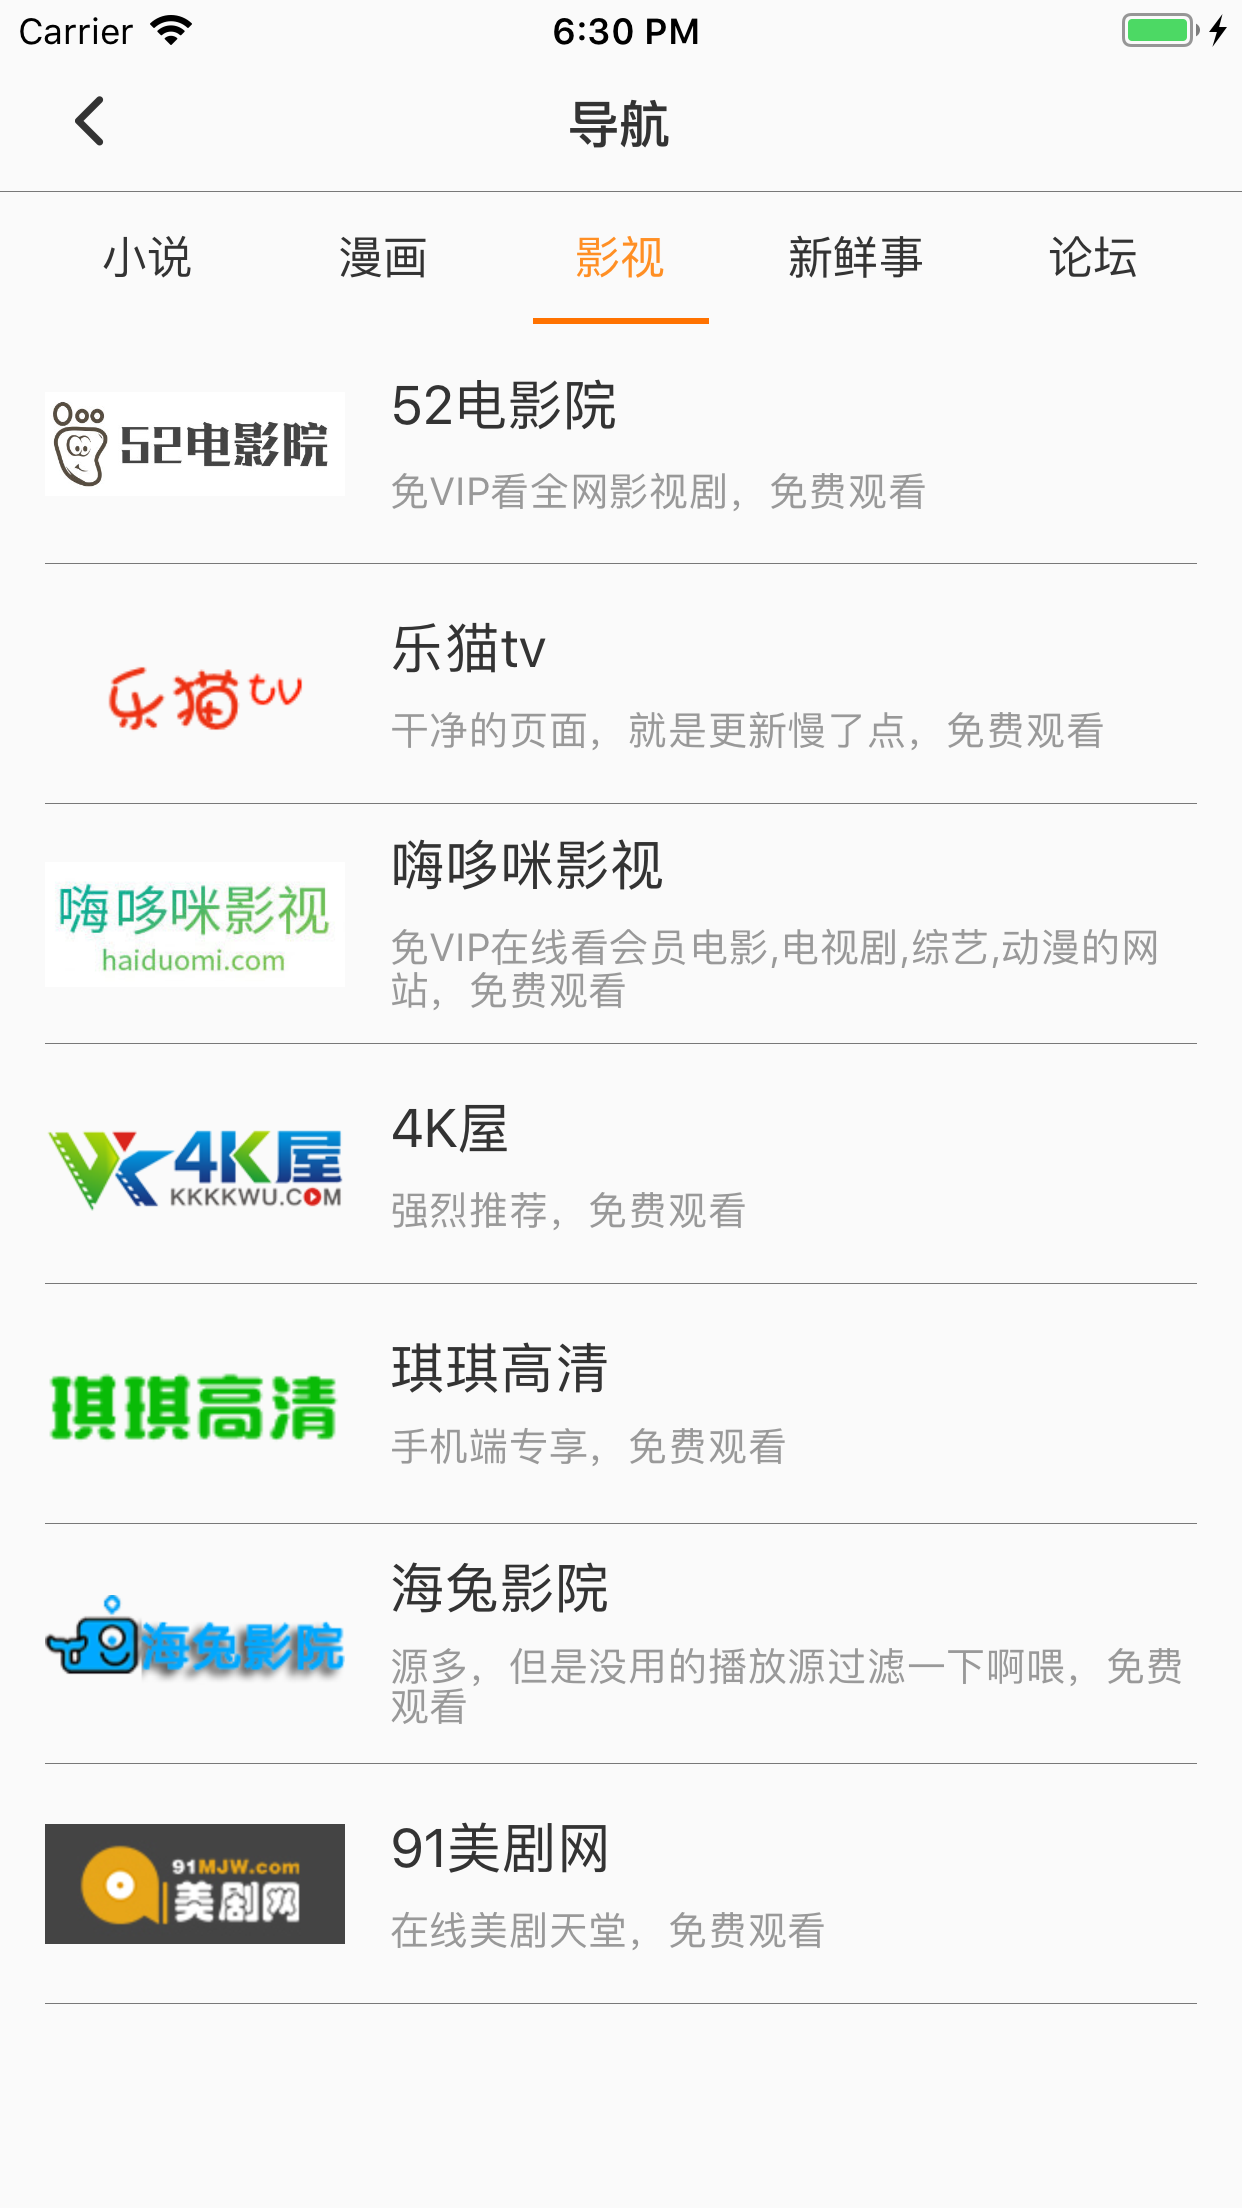 Carrier 6:30 PM
导航
小说 漫画 影视 新鲜事 论坛
52电影院
52电影院
免VIP看全网影视剧，免费观看
乐猫tv
乐猫tv
干净的页面，就是更新慢了点，免费观看
嗨哆咪影视
haiduomi.com
嗨哆咪影视
免VIP在线看会员电影,电视剧,综艺,动漫的网
站，免费观看
4K屋
KKKKWU.COM
4K屋
强烈推荐，免费观看
琪琪高清
琪琪高清
手机端专享，免费观看
海兔影院
海兔影院
源多，但是没用的播放源过滤一下啊喂，免费
观看
91MJW.com
美剧网
91美剧网
在线美剧天堂，免费观看